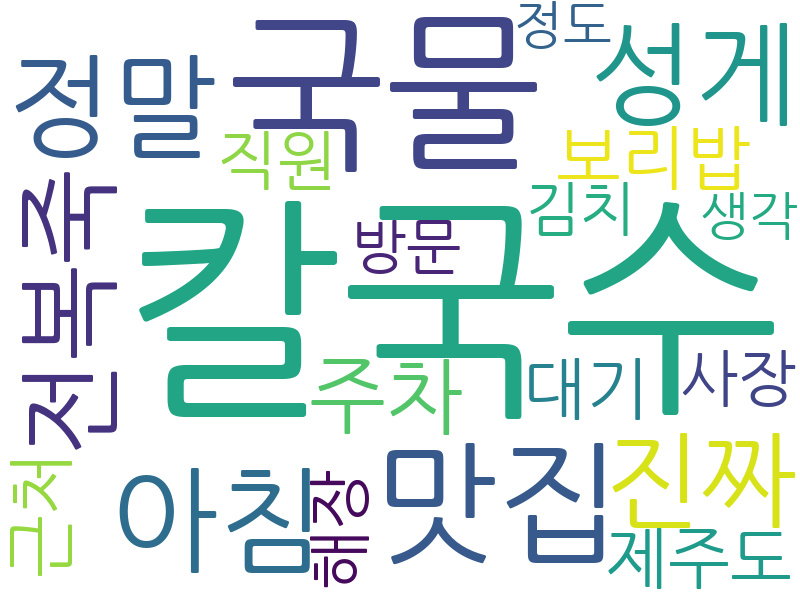 정도
정말
국물
성게
직원
보리밥
전복죽
칼국수
방문
김치
생각
주차
대기
사장
근처
아침
해장
맛집
진짜
제주도